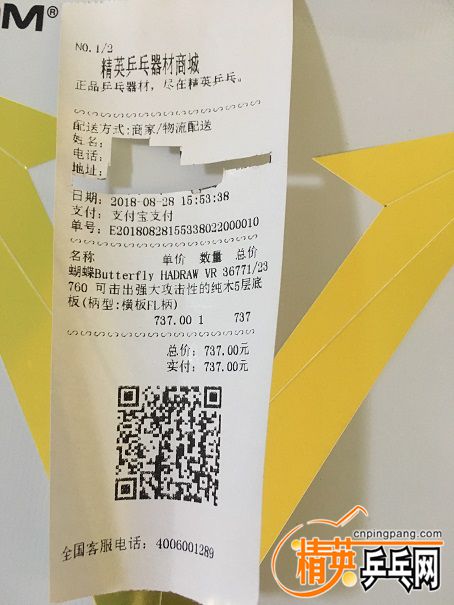 OM®
NO.1/2
精英乒乓器材商城
正品乒乓器材，尽在精英乒乓。
配送方式:商家/物流配送
姓名:
电话:
地址:
日期: 2018-08-28 15:53:38
支付: 支付宝支付
单号: E20180828155338022000010
名称 单价 数量 总价
蝴蝶Butterfly HADRAW VR 36771/23
760 可击出强大攻击性的纯木5层底
板(柄型:横板FL柄)
737.00 1 737
总价: 737.00元
实付: 737.00元
全国客服电话: 4006001289
cnpingpang.com
精英乒乓网